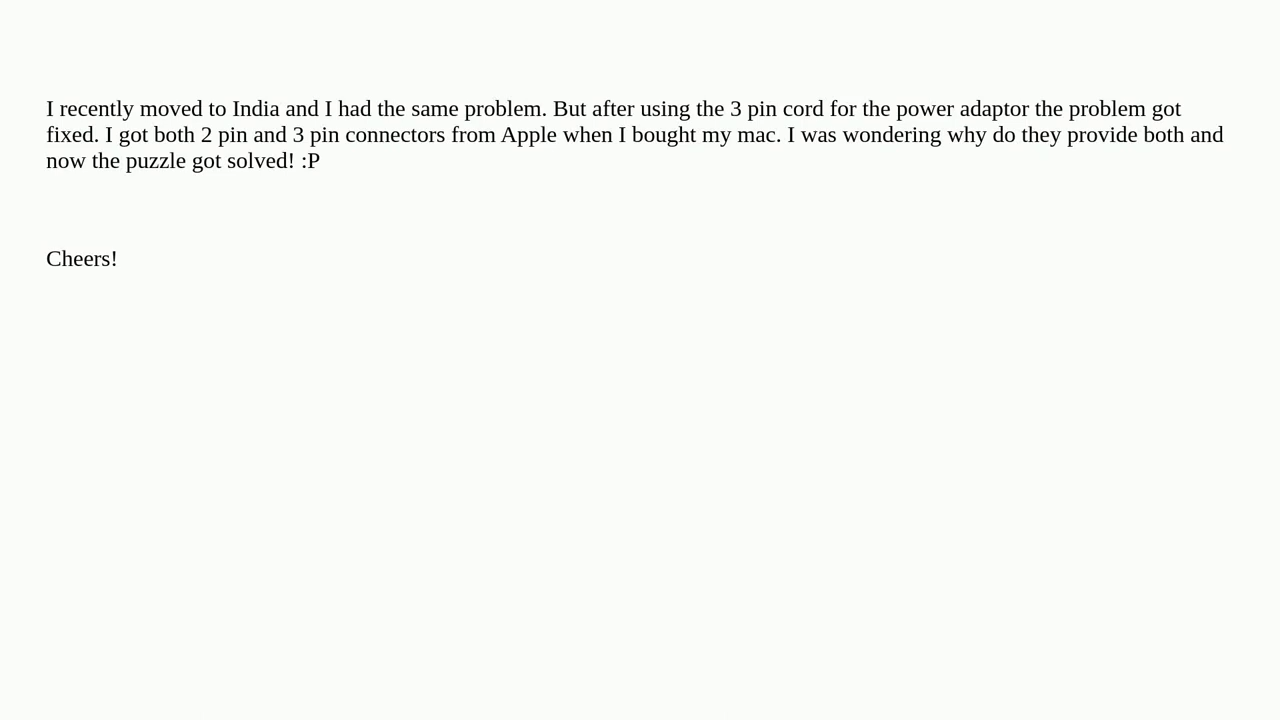 I recently moved to India and I had the same problem. But after using the 3 pin cord for the power adaptor the problem got
fixed. I got both 2 pin and 3 pin connectors from Apple when I bought my mac. I was wondering why do they provide both and
now the puzzle got solved! :P
Cheers!